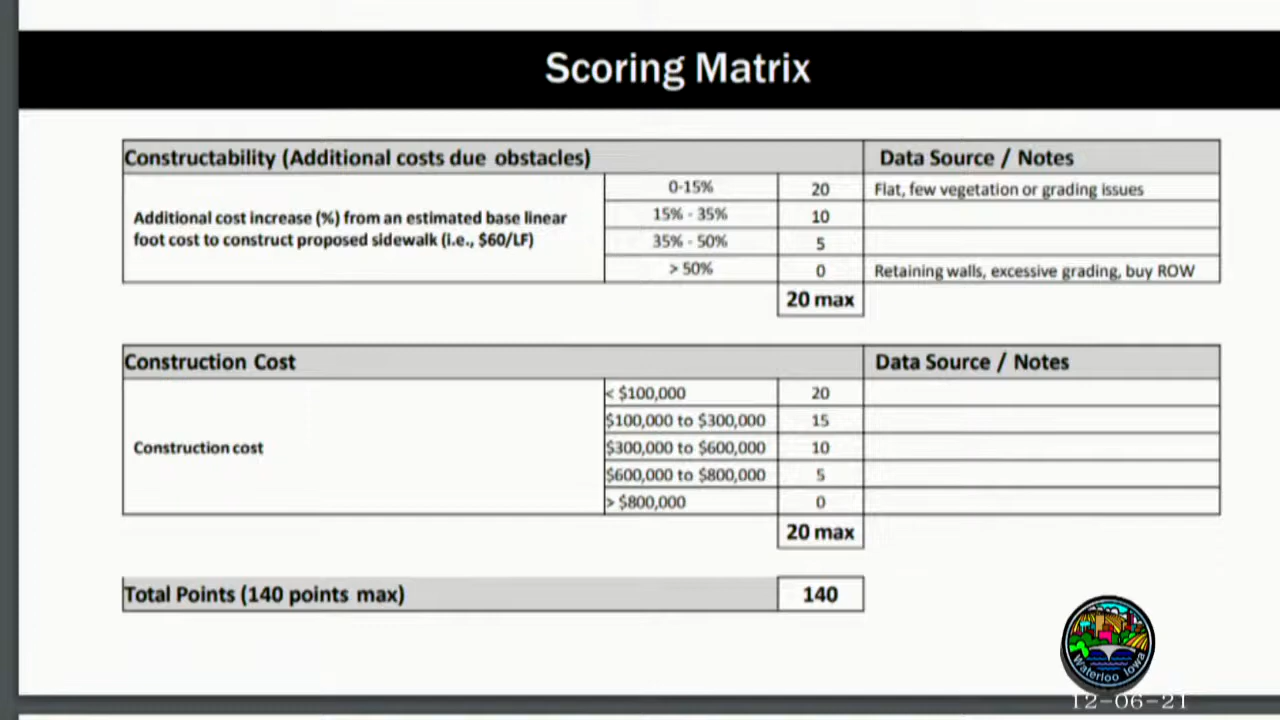 Scoring Matrix
Constructability (Additional costs due obstacles) Data Source / Notes
Additional cost increase (%) from an estimated base linear
foot cost to construct proposed sidewalk (i.e., $60/LF)
0-15% 20 Flat, few vegetation or grading issues
15% - 35% 10
35% - 50% 5
> 50% 0 Retaining walls, excessive grading, buy ROW
20 max
Construction Cost Data Source / Notes
Construction cost
< $100,000 20
$100,000 to $300,000 15
$300,000 to $600,000 10
$600,000 to $800,000 5
> $800,000 0
20 max
Total Points (140 points max) 140
Waterloo Iowa
12-06-21